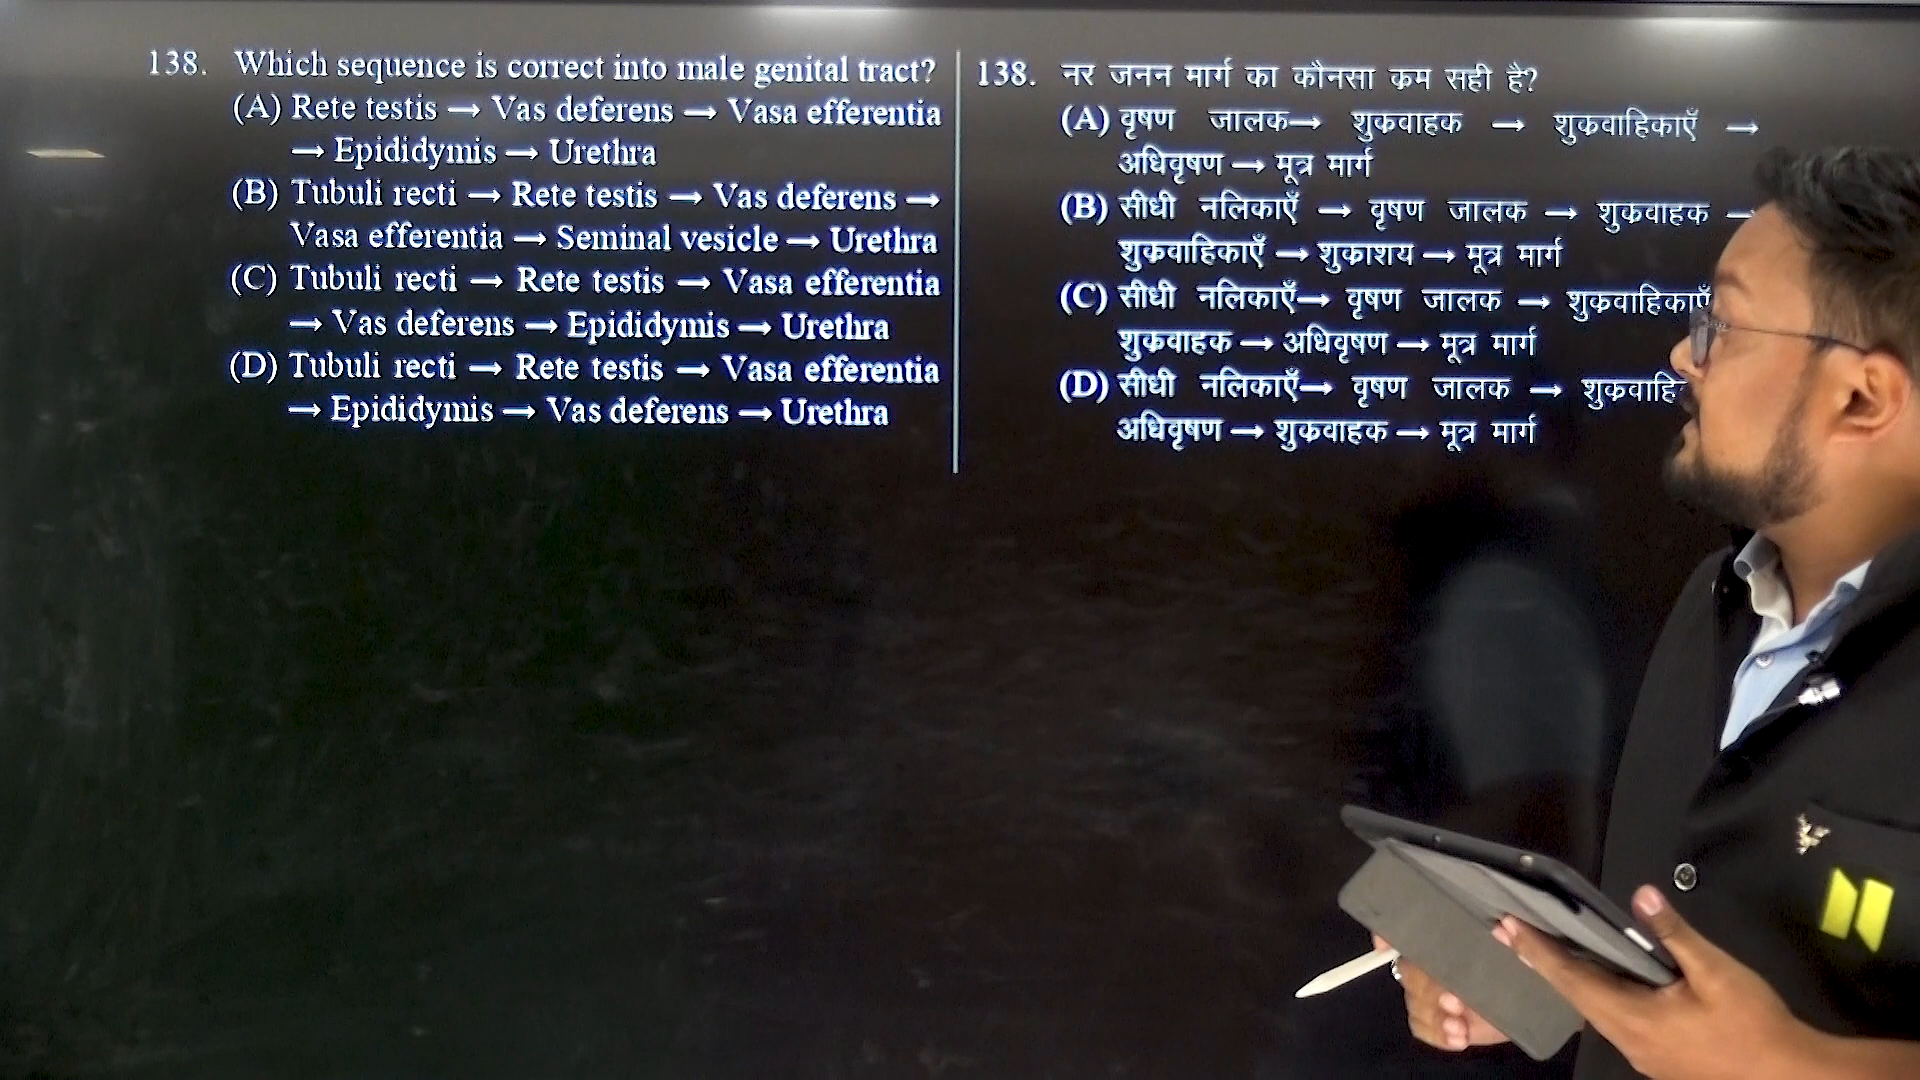 138. Which sequence is correct into male genital tract?
(A) Rete testis → Vas deferens → Vasa efferentia
→ Epididymis → Urethra
(B) Tubuli recti → Rete testis → Vas deferens →
Vasa efferentia → Seminal vesicle → Urethra
(C) Tubuli recti → Rete testis → Vasa efferentia
→ Vas deferens → Epididymis → Urethra
(D) Tubuli recti → Rete testis → Vasa efferentia
→ Epididymis → Vas deferens → Urethra
138. नर जनन मार्ग का कौनसा क्रम सही है?
(A) वृषण जालक→ शुक्रवाहक → शुक्रवाहिकाएँ →
अधिवृषण → मूत्र मार्ग
(B) सीधी नलिकाएँ → वृषण जालक → शुक्रवाहक →
शुक्रवाहिकाएँ → शुक्राशय → मूत्र मार्ग
(C) सीधी नलिकाएँ→ वृषण जालक → शुक्रवाहिकाएँ
शुक्रवाहक → अधिवृषण → मूत्र मार्ग
(D) सीधी नलिकाएँ→ वृषण जालक →
अधिवृषण → शुक्रवाहक → मूत्र मार्ग